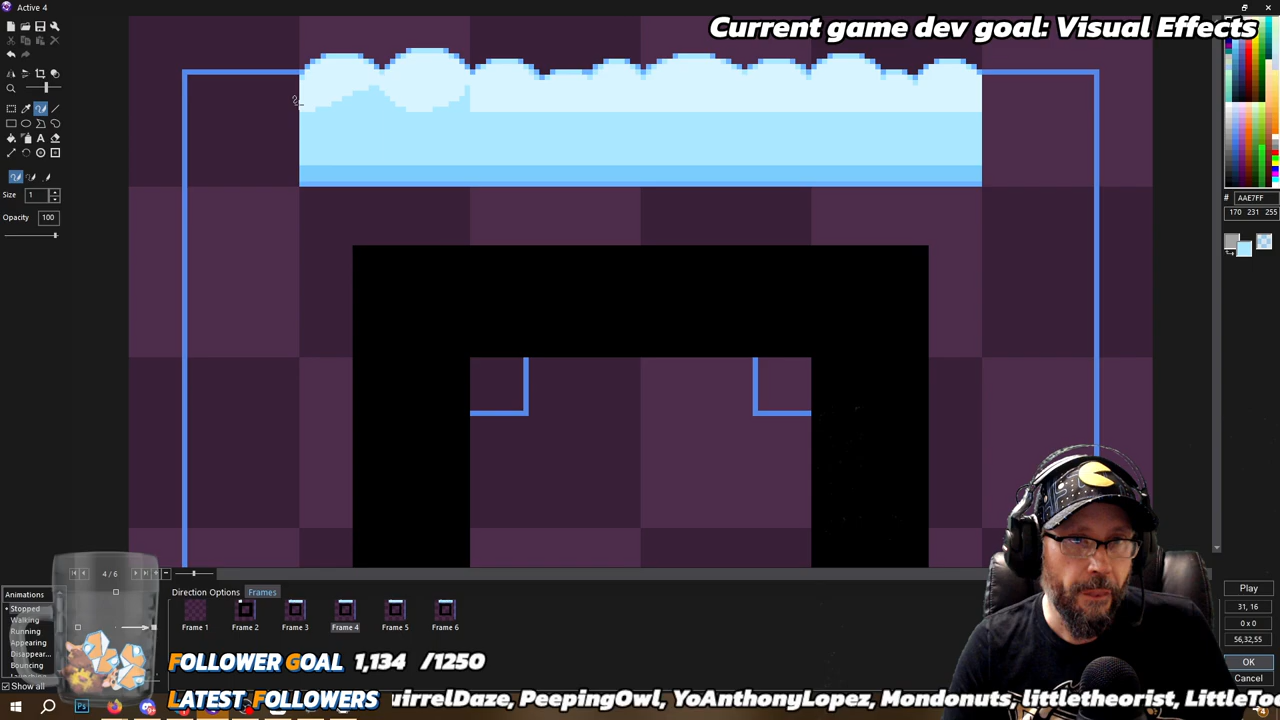 Active 4
Current game dev goal: Visual Effects
Size 1
Opacity 100
# AAE7FF
170 231 255
4 / 6
Animations
Direction Options Frames
Stopped
Walking
Running
Appearing
Disappear...
Bouncing
Show all
Frame 1 Frame 2 Frame 3 Frame 4 Frame 5 Frame 6
Play
31, 16
0 x 0
56,32,55
OK
Cancel
FOLLOWER GOAL 1,134 /1250
LATEST FOLLOWERS uirrelDaze, PeepingOwl, YoAnthonyLopez, Mondonuts, littletheorist, LittleTo
Ps